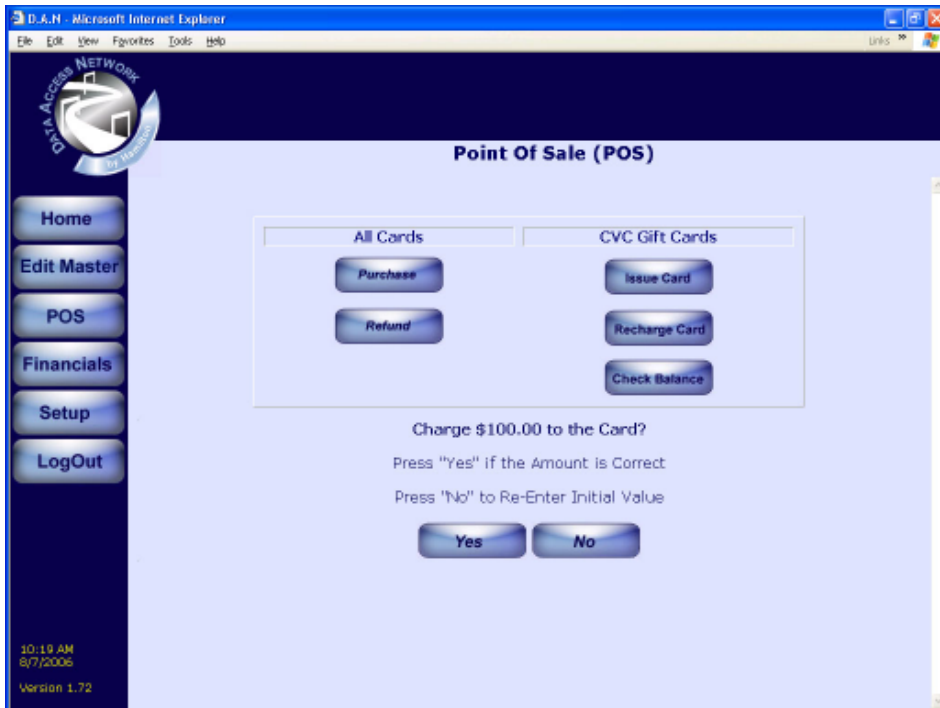 D.A.N - Microsoft Internet Explorer
File Edit View Favorites Tools Help
Links »
DATA ACCESS NETWORK
by Hamilton
Point Of Sale (POS)
Home
Edit Master
POS
Financials
Setup
LogOut
All Cards
CVC Gift Cards
Purchase
Issue Card
Refund
Recharge Card
Check Balance
Charge $100.00 to the Card?
Press "Yes" if the Amount is Correct
Press "No" to Re-Enter Initial Value
Yes
No
10:19 AM
8/7/2006
Version 1.72